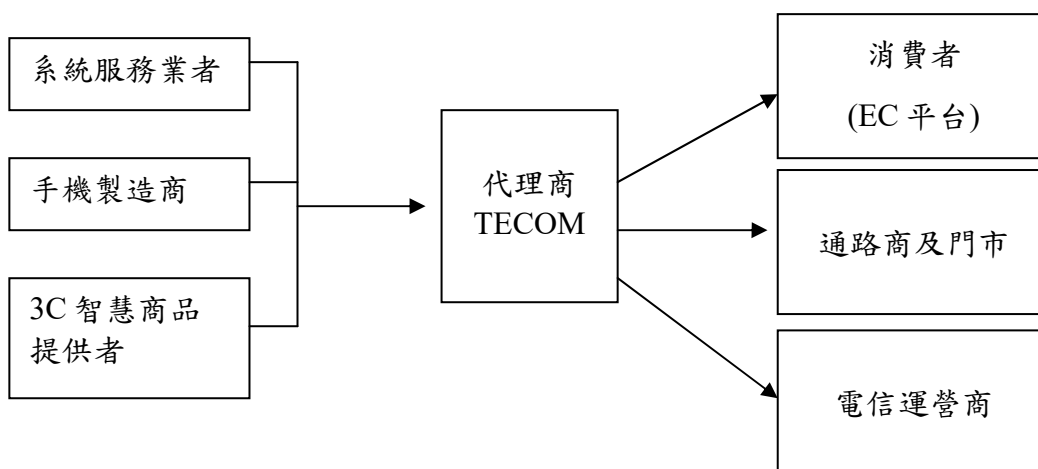 系統服務業者
手機製造商
3C 智慧商品
提供者
代理商
TECOM
消費者
(EC 平台)
通路商及門市
電信運營商